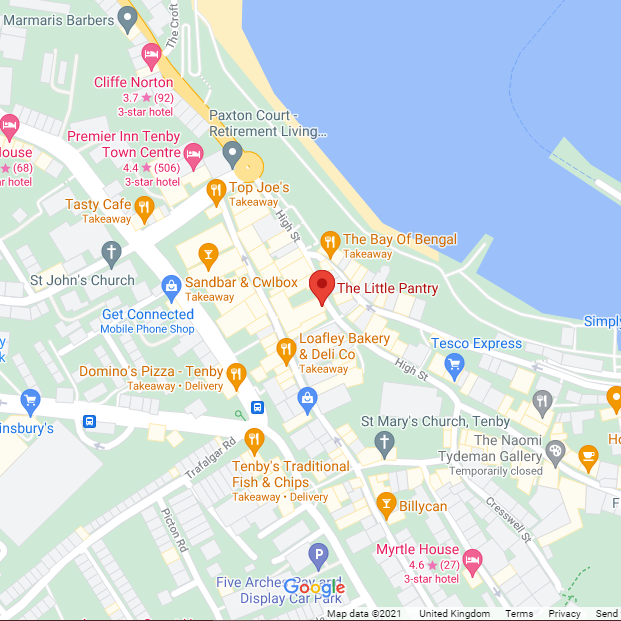 Marmaris Barbers
The Croft
Cliffe Norton
3.7 ★ (92)
3-star hotel
Paxton Court -
Retirement Living...
Premier Inn Tenby
Town Centre
4.4 ★ (506)
3-star hotel
House
★ (68)
star hotel
Top Joe's
Takeaway
Tasty Cafe
Takeaway
High St
The Bay Of Bengal
Takeaway
St John's Church
Sandbar & Cwlbox
Takeaway
The Little Pantry
Get Connected
Mobile Phone Shop
Simply
Loafley Bakery
& Deli Co
Takeaway
Tesco Express
High St
Domino's Pizza - Tenby
Takeaway • Delivery
insbury's
St Mary's Church, Tenby
Trafalgar Rd
The Naomi
Tydeman Gallery
Temporarily closed
Tenby's Traditional
Fish & Chips
Takeaway • Delivery
Billycan
Cresswell St
Picton Rd
P
Myrtle House
4.6 ★ (27)
3-star hotel
Five Arches Pay and
Display Car Park
Google
Map data ©2021 United Kingdom Terms Privacy Send